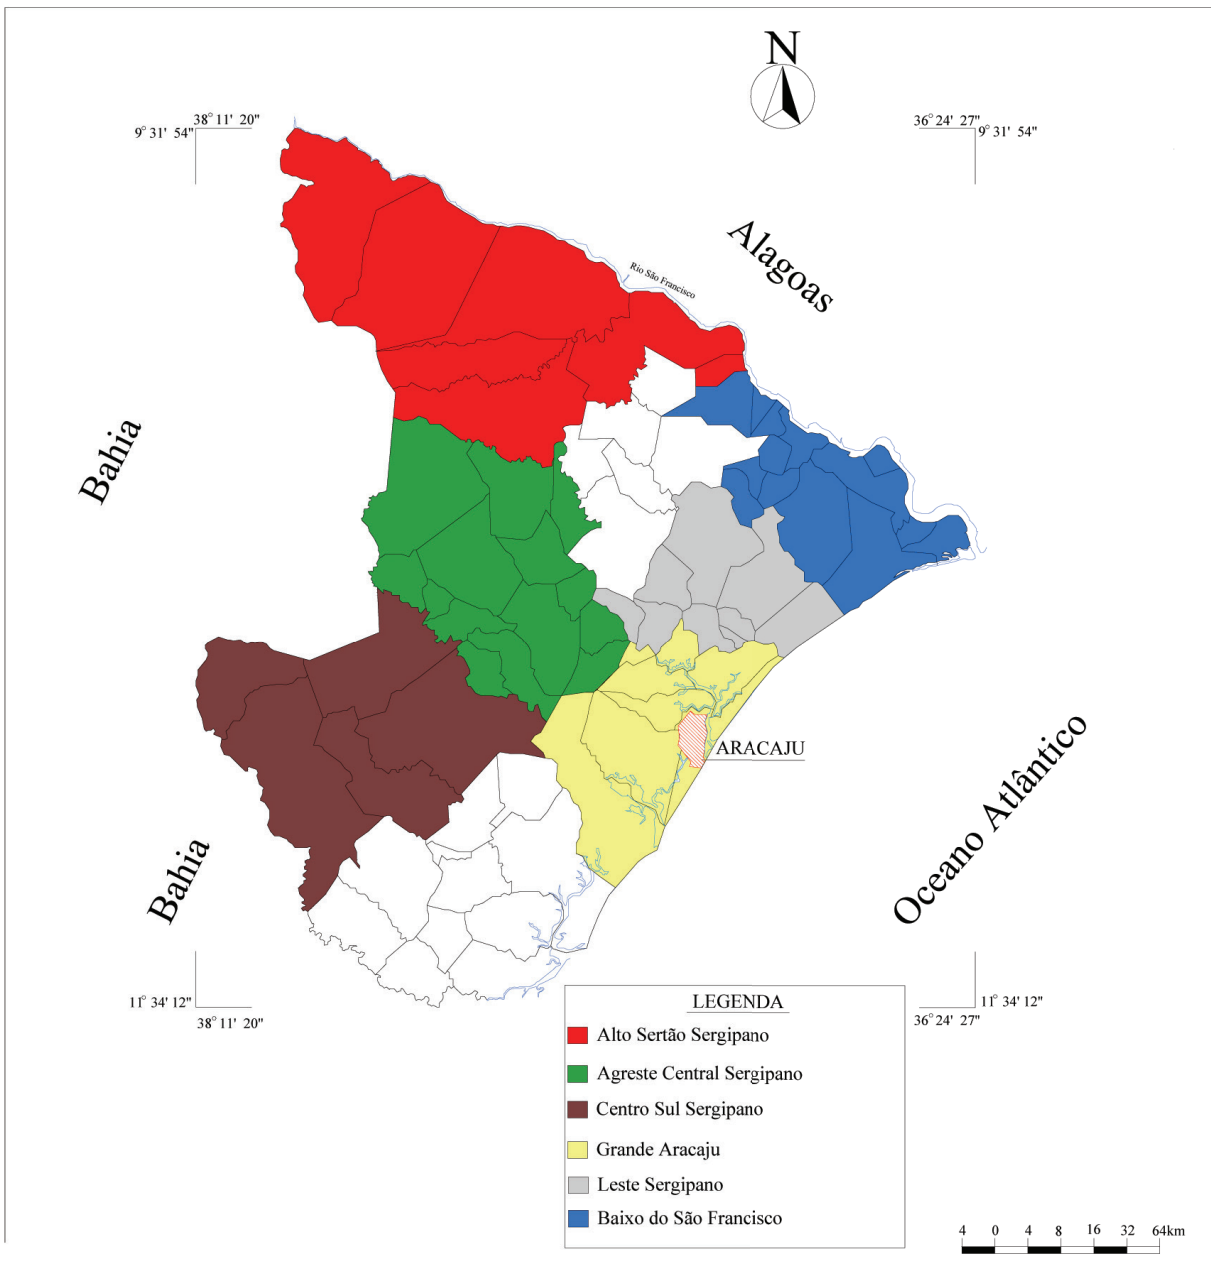 N
38° 11' 20"
9° 31' 54"
36° 24' 27"
9° 31' 54"
Alagoas
Rio São Francisco
Bahia
ARACAJU
Oceano Atlântico
Bahia
11° 34' 12"
38° 11' 20"
11° 34' 12"
36° 24' 27"
LEGENDA
Alto Sertão Sergipano
Agreste Central Sergipano
Centro Sul Sergipano
Grande Aracaju
Leste Sergipano
Baixo do São Francisco
4 0 4 8 16 32 64km